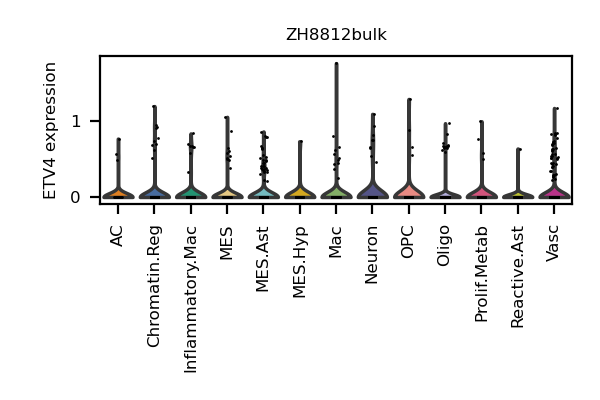 ZH8812bulk
ETV4 expression
1
0
AC
Chromatin.Reg
Inflammatory.Mac
MES
MES.Ast
MES.Hyp
Mac
Neuron
OPC
Oligo
Prolif.Metab
Reactive.Ast
Vasc